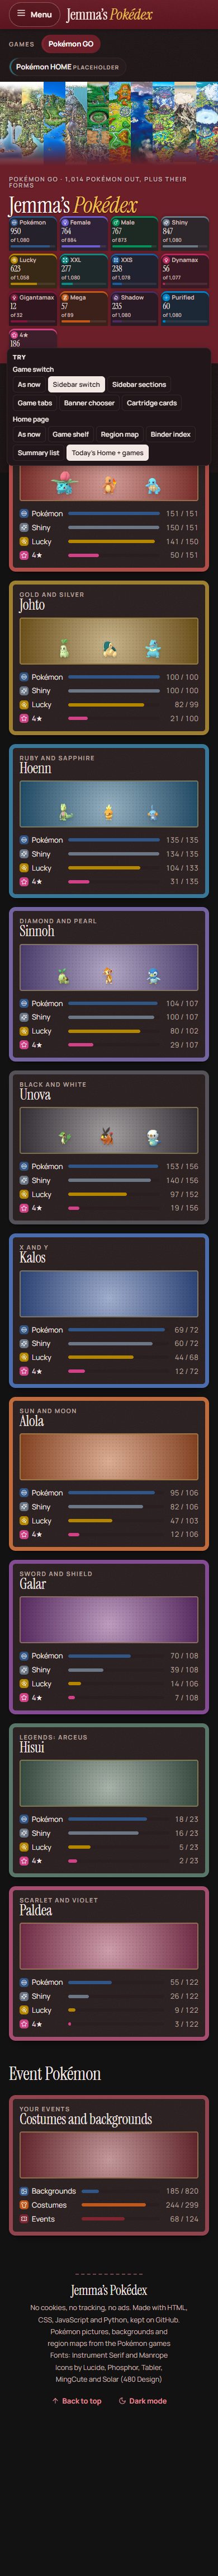 Menu
Jemma's Pokédex
GAMES
Pokémon GO
Pokémon HOME PLACEHOLDER
POKÉMON GO · 1,014 POKÉMON OUT, PLUS THEIR
FORMS
Jemma's Pokédex
Pokémon
950
of 1,080
Female
764
of 884
Male
767
of 873
Shiny
847
of 1,080
Lucky
623
of 1,058
XXL
277
of 1,080
XXS
238
of 1,078
Dynamax
56
of 1,077
Gigantamax
12
of 32
Mega
57
of 89
Shadow
235
of 1,080
Purified
60
of 1,080
4★
186
TRY
Game switch
As now
Sidebar switch
Sidebar sections
Game tabs
Banner chooser
Cartridge cards
Home page
As now
Game shelf
Region map
Binder index
Summary list
Today's Home + games
Pokémon 151 / 151
Shiny 150 / 151
Lucky 141 / 150
4★ 50 / 151
GOLD AND SILVER
Johto
Pokémon 100 / 100
Shiny 100 / 100
Lucky 82 / 99
4★ 21 / 100
RUBY AND SAPPHIRE
Hoenn
Pokémon 135 / 135
Shiny 134 / 135
Lucky 104 / 133
4★ 31 / 135
DIAMOND AND PEARL
Sinnoh
Pokémon 104 / 107
Shiny 100 / 107
Lucky 80 / 102
4★ 29 / 107
BLACK AND WHITE
Unova
Pokémon 153 / 156
Shiny 140 / 156
Lucky 97 / 152
4★ 19 / 156
X AND Y
Kalos
Pokémon 69 / 72
Shiny 60 / 72
Lucky 44 / 68
4★ 12 / 72
SUN AND MOON
Alola
Pokémon 95 / 106
Shiny 82 / 106
Lucky 47 / 103
4★ 12 / 106
SWORD AND SHIELD
Galar
Pokémon 70 / 108
Shiny 39 / 108
Lucky 14 / 106
4★ 7 / 108
LEGENDS: ARCEUS
Hisui
Pokémon 18 / 23
Shiny 16 / 23
Lucky 5 / 23
4★ 2 / 23
SCARLET AND VIOLET
Paldea
Pokémon 55 / 122
Shiny 26 / 122
Lucky 9 / 122
4★ 3 / 122
Event Pokémon
YOUR EVENTS
Costumes and backgrounds
Backgrounds 185 / 820
Costumes 244 / 299
Events 68 / 124
Jemma's Pokédex
No cookies, no tracking, no ads. Made with HTML,
CSS, JavaScript and Python, kept on GitHub.
Pokémon pictures, backgrounds and
region maps from the Pokémon games
Fonts: Instrument Serif and Manrope
Icons by Lucide, Phosphor, Tabler,
MingCute and Solar (480 Design)
Back to top
Dark mode